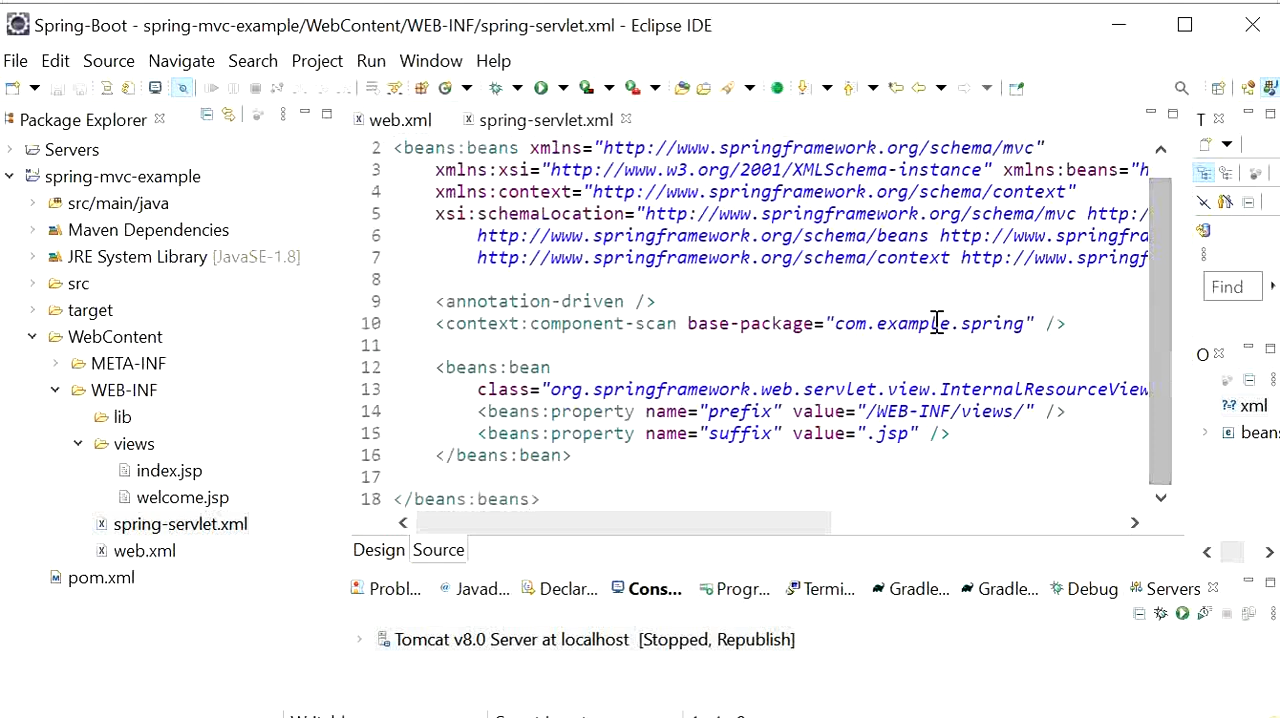 Spring-Boot - spring-mvc-example/WebContent/WEB-INF/spring-servlet.xml - Eclipse IDE
File Edit Source Navigate Search Project Run Window Help
Package Explorer
Servers
spring-mvc-example
src/main/java
Maven Dependencies
JRE System Library [JavaSE-1.8]
src
target
WebContent
META-INF
WEB-INF
lib
views
index.jsp
welcome.jsp
spring-servlet.xml
web.xml
pom.xml
web.xml spring-servlet.xml
2 <beans:beans xmlns="http://www.springframework.org/schema/mvc"
3 xmlns:xsi="http://www.w3.org/2001/XMLSchema-instance" xmlns:beans="h
4 xmlns:context="http://www.springframework.org/schema/context"
5 xsi:schemaLocation="http://www.springframework.org/schema/mvc http:/
6 http://www.springframework.org/schema/beans http://www.springfra
7 http://www.springframework.org/schema/context http://www.springf
8
9 <annotation-driven />
10 <context:component-scan base-package="com.example.spring" />
11
12 <beans:bean
13 class="org.springframework.web.servlet.view.InternalResourceView
14 <beans:property name="prefix" value="/WEB-INF/views/" />
15 <beans:property name="suffix" value=".jsp" />
16 </beans:bean>
17
18 </beans:beans>
Design Source
Probl... Javad... Declar... Cons... Progr... Termi... Gradle... Gradle... Debug Servers
Tomcat v8.0 Server at localhost [Stopped, Republish]
T
Find
O
xml
beans